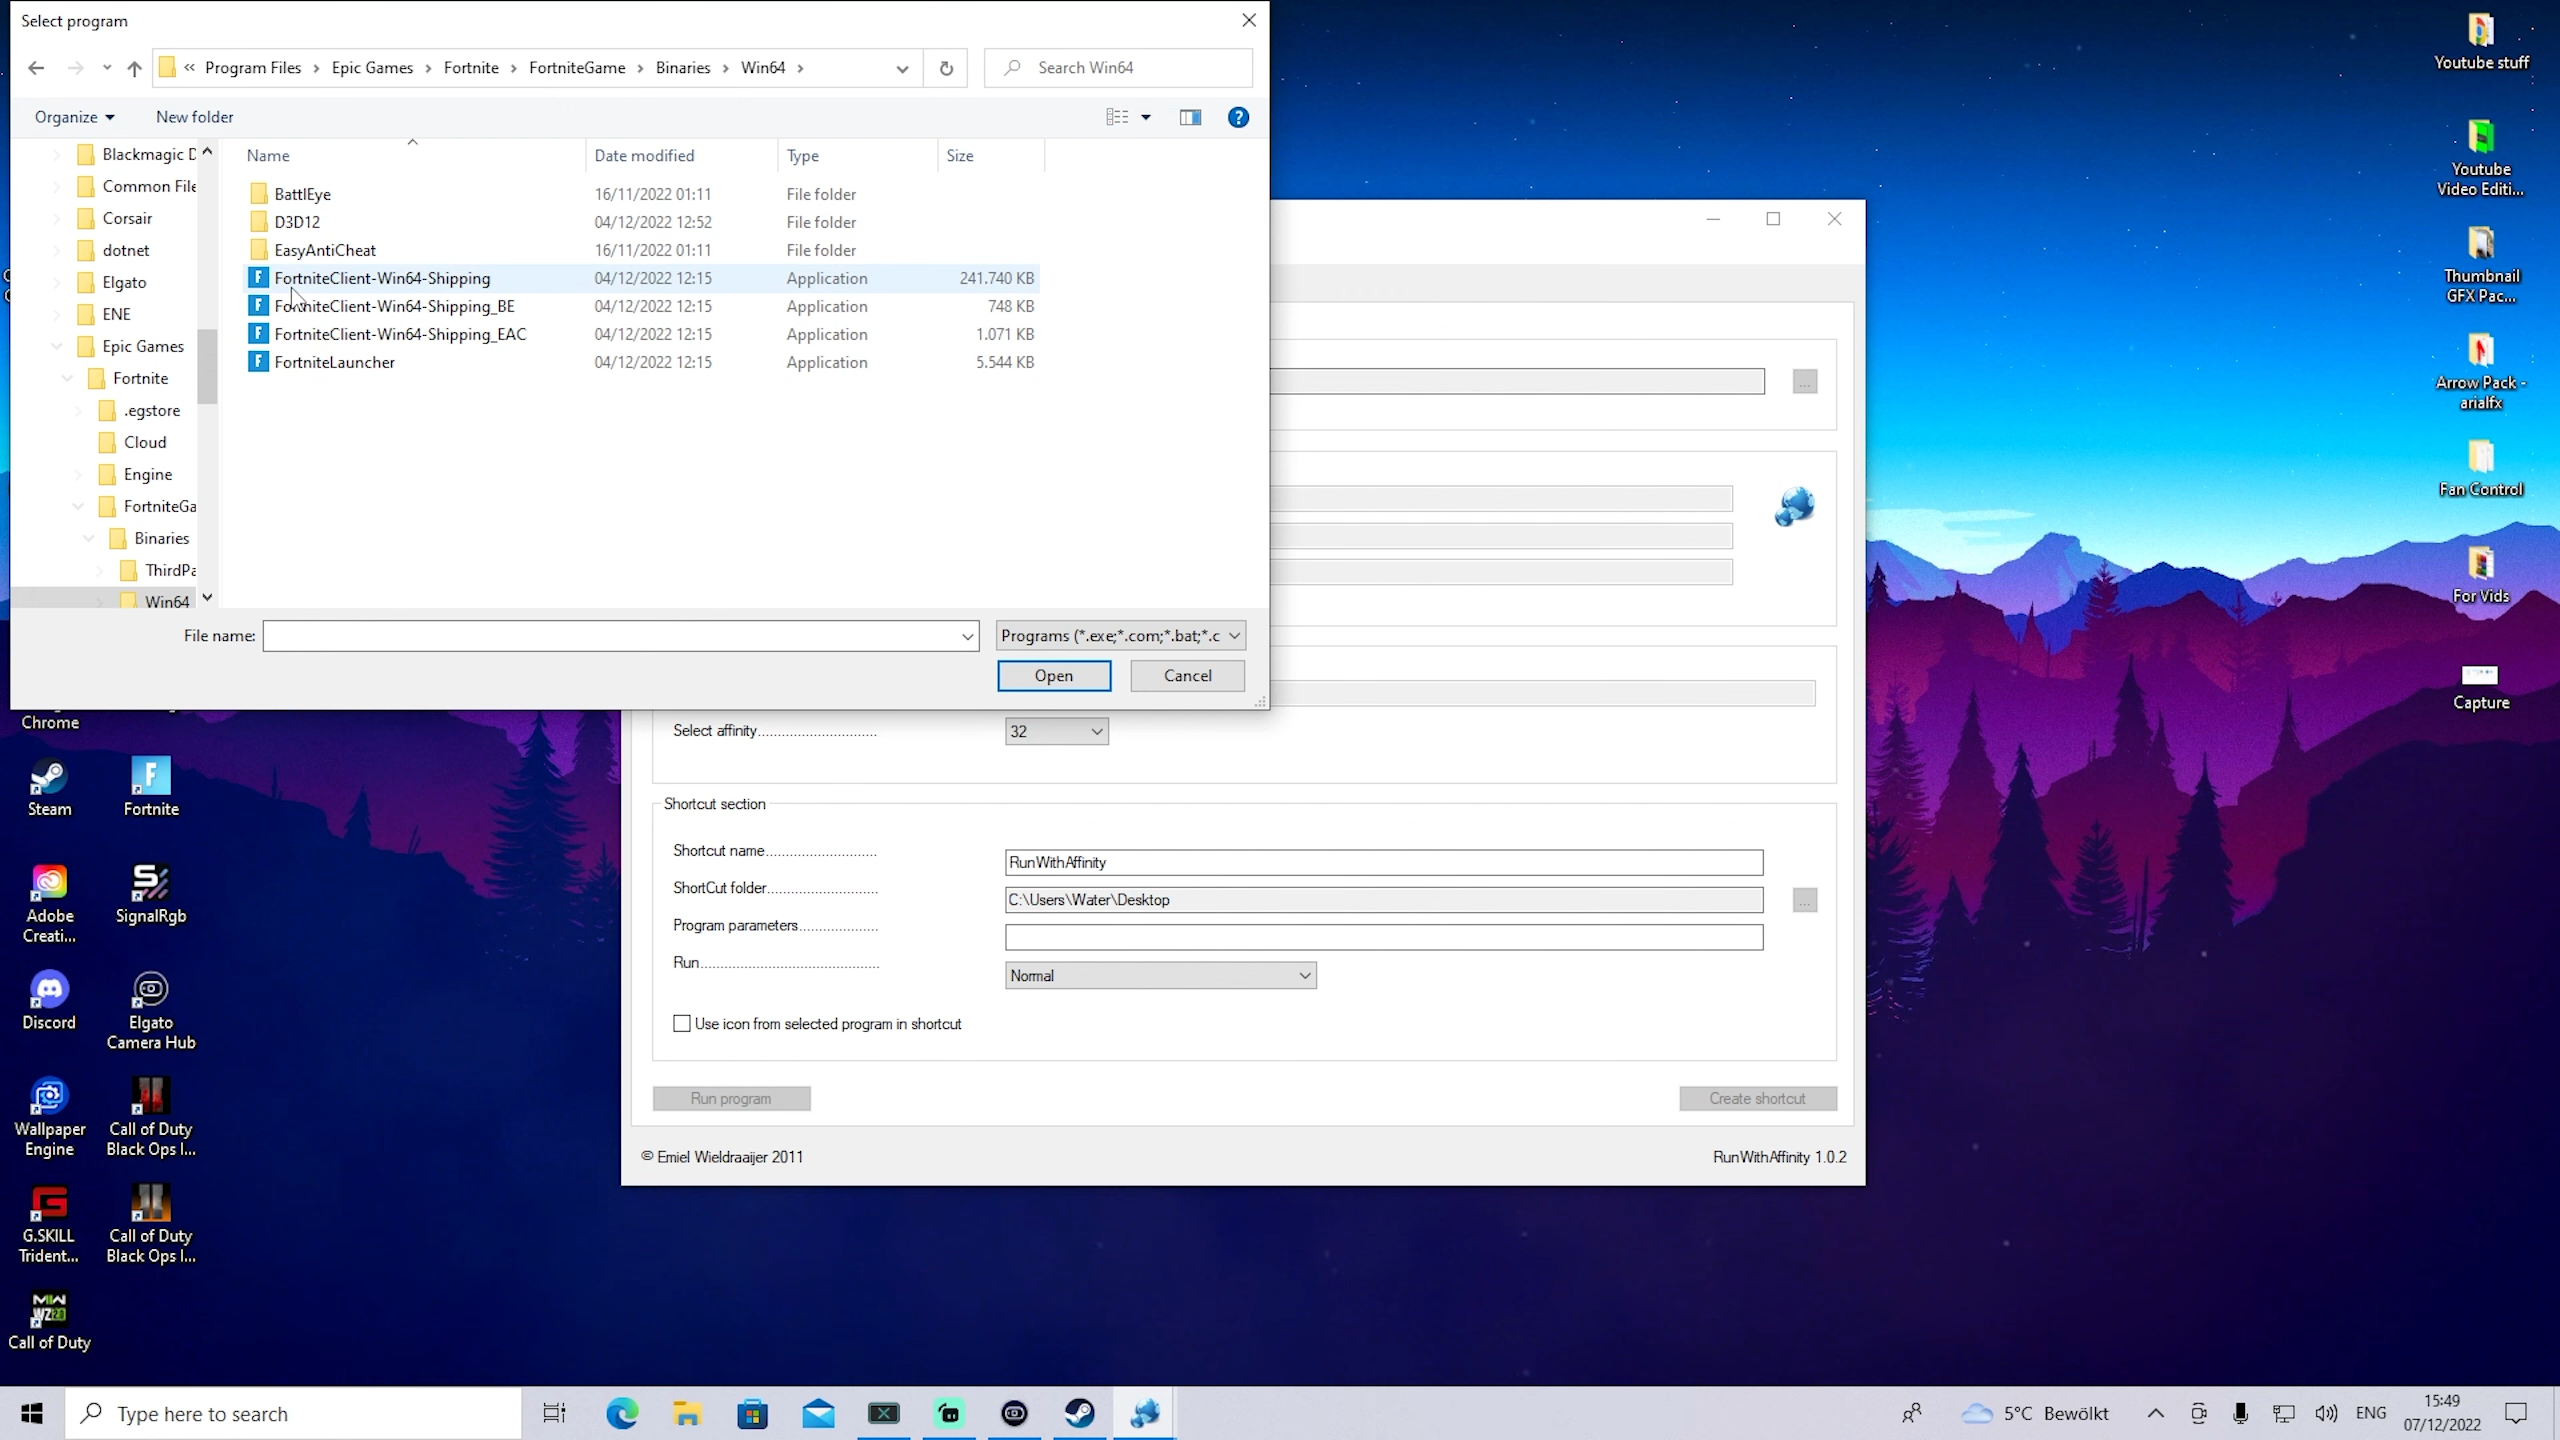 Select program
« Program Files › Epic Games › Fortnite › FortniteGame › Binaries › Win64 ›
Search Win64
Organize
New folder
Name
Date modified
Type
Size
Blackmagic D
Common File
Corsair
dotnet
Elgato
ENE
Epic Games
Fortnite
.egstore
Cloud
Engine
FortniteGa
Binaries
ThirdPa
Win64
BattlEye 16/11/2022 01:11 File folder
D3D12 04/12/2022 12:52 File folder
EasyAntiCheat 16/11/2022 01:11 File folder
FortniteClient-Win64-Shipping 04/12/2022 12:15 Application 241.740 KB
FortniteClient-Win64-Shipping_BE 04/12/2022 12:15 Application 748 KB
FortniteClient-Win64-Shipping_EAC 04/12/2022 12:15 Application 1.071 KB
FortniteLauncher 04/12/2022 12:15 Application 5.544 KB
File name:
Programs (*.exe;*.com;*.bat;*.c
Open
Cancel
...
Select affinity............................
32
Shortcut section
Shortcut name..........................
RunWithAffinity
ShortCut folder..........................
C:\Users\Water\Desktop
...
Program parameters...................
Run..........................................
Normal
Use icon from selected program in shortcut
Run program
Create shortcut
© Emiel Wieldraaijer 2011
RunWithAffinity 1.0.2
Chrome
Steam
Fortnite
Adobe
Creati...
SignalRgb
Discord
Elgato
Camera Hub
Wallpaper
Engine
Call of Duty
Black Ops I...
G.SKILL
Trident...
Call of Duty
Black Ops I...
MW
WZ2.0
Call of Duty
Youtube stuff
Youtube
Video Editi...
Thumbnail
GFX Pac...
Arrow Pack -
arialfx
Fan Control
For Vids
Capture
Type here to search
5°C Bewölkt
ENG
15:49
07/12/2022